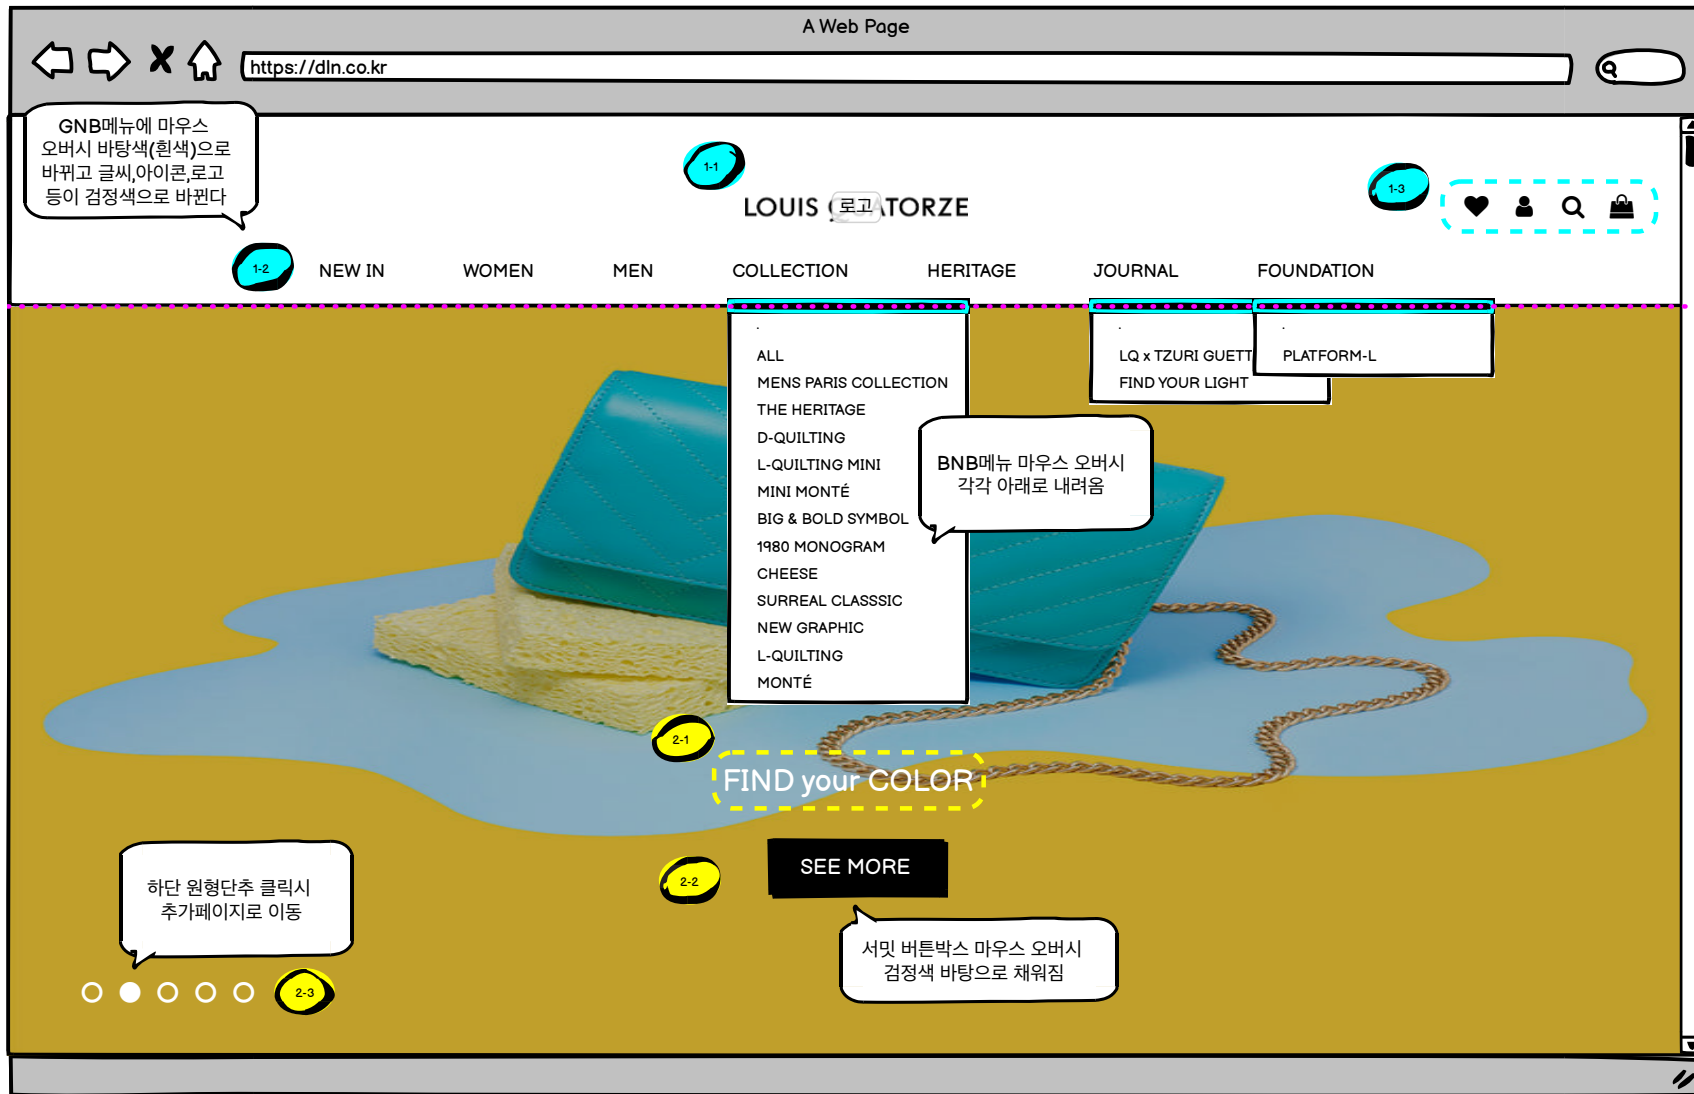 A Web Page
https://dln.co.kr
GNB메뉴에 마우스
오버시 바탕색(흰색)으로
바뀌고 글씨,아이콘,로고
등이 검정색으로 바뀐다
1-1
LOUIS QUATORZE
로고
1-3
1-2
NEW IN
WOMEN
MEN
COLLECTION
HERITAGE
JOURNAL
FOUNDATION
ALL
MENS PARIS COLLECTION
THE HERITAGE
D-QUILTING
L-QUILTING MINI
MINI MONTÉ
BIG & BOLD SYMBOL
1980 MONOGRAM
CHEESE
SURREAL CLASSSIC
NEW GRAPHIC
L-QUILTING
MONTÉ
LQ x TZURI GUETT
FIND YOUR LIGHT
PLATFORM-L
BNB메뉴 마우스 오버시
각각 아래로 내려옴
2-1
FIND your COLOR
2-2
SEE MORE
하단 원형단추 클릭시
추가페이지로 이동
서밋 버튼박스 마우스 오버시
검정색 바탕으로 채워짐
2-3